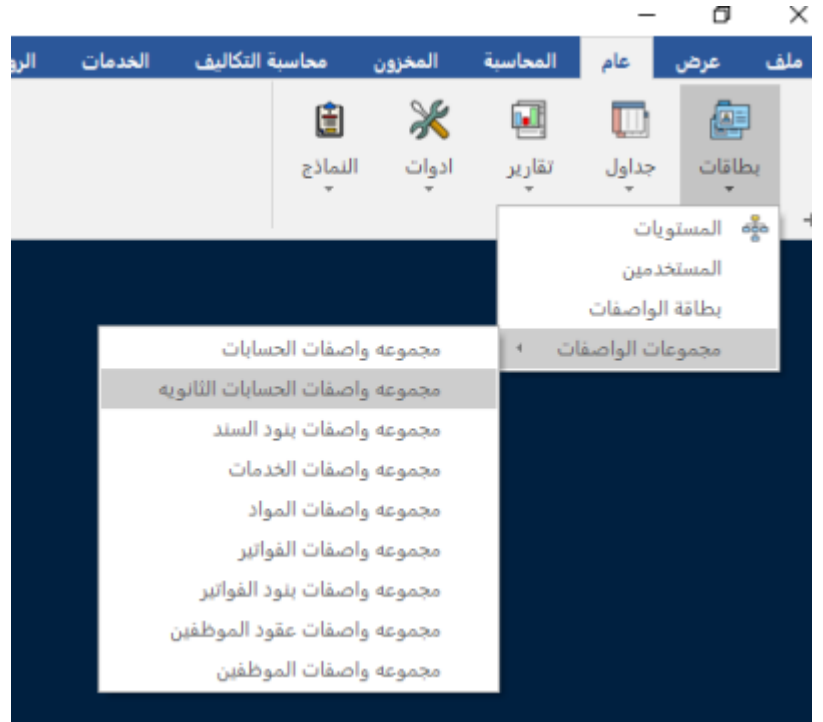 ملف عرض عام المحاسبة المخزون محاسبة التكاليف الخدمات الرو
بطاقات جداول تقارير ادوات النماذج
المستويات
المستخدمين
بطاقة الواصفات
مجموعات الواصفات
مجموعه واصفات الحسابات
مجموعه واصفات الحسابات الثانويه
مجموعه واصفات بنود السند
مجموعه واصفات الخدمات
مجموعه واصفات المواد
مجموعه واصفات الفواتير
مجموعه واصفات بنود الفواتير
مجموعه واصفات عقود الموظفين
مجموعه واصفات الموظفين